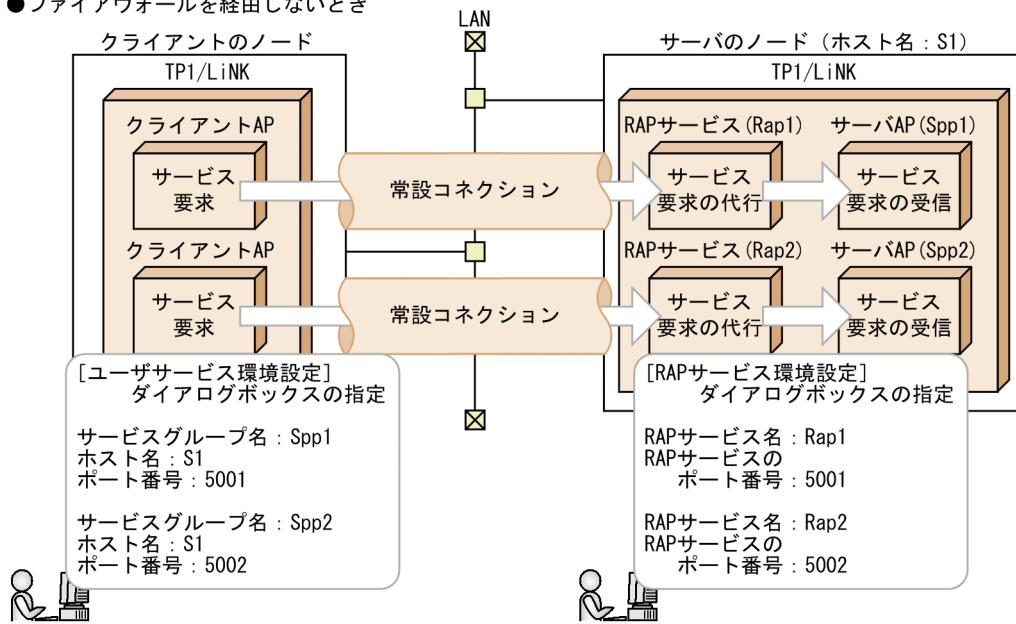 ●ファイアウォールを経由しないとき
LAN
クライアントのノード
サーバのノード(ホスト名:S1)
TP1/LiNK
TP1/LiNK
クライアントAP
RAPサービス(Rap1)
サーバAP(Spp1)
サービス
要求
常設コネクション
サービス
要求の代行
サービス
要求の受信
クライアントAP
RAPサービス(Rap2)
サーバAP(Spp2)
サービス
要求
常設コネクション
サービス
要求の代行
サービス
要求の受信
[ユーザサービス環境設定]
ダイアログボックスの指定
サービスグループ名:Spp1
ホスト名:S1
ポート番号:5001
サービスグループ名:Spp2
ホスト名:S1
ポート番号:5002
[RAPサービス環境設定]
ダイアログボックスの指定
RAPサービス名:Rap1
RAPサービスの
ポート番号:5001
RAPサービス名:Rap2
RAPサービスの
ポート番号:5002